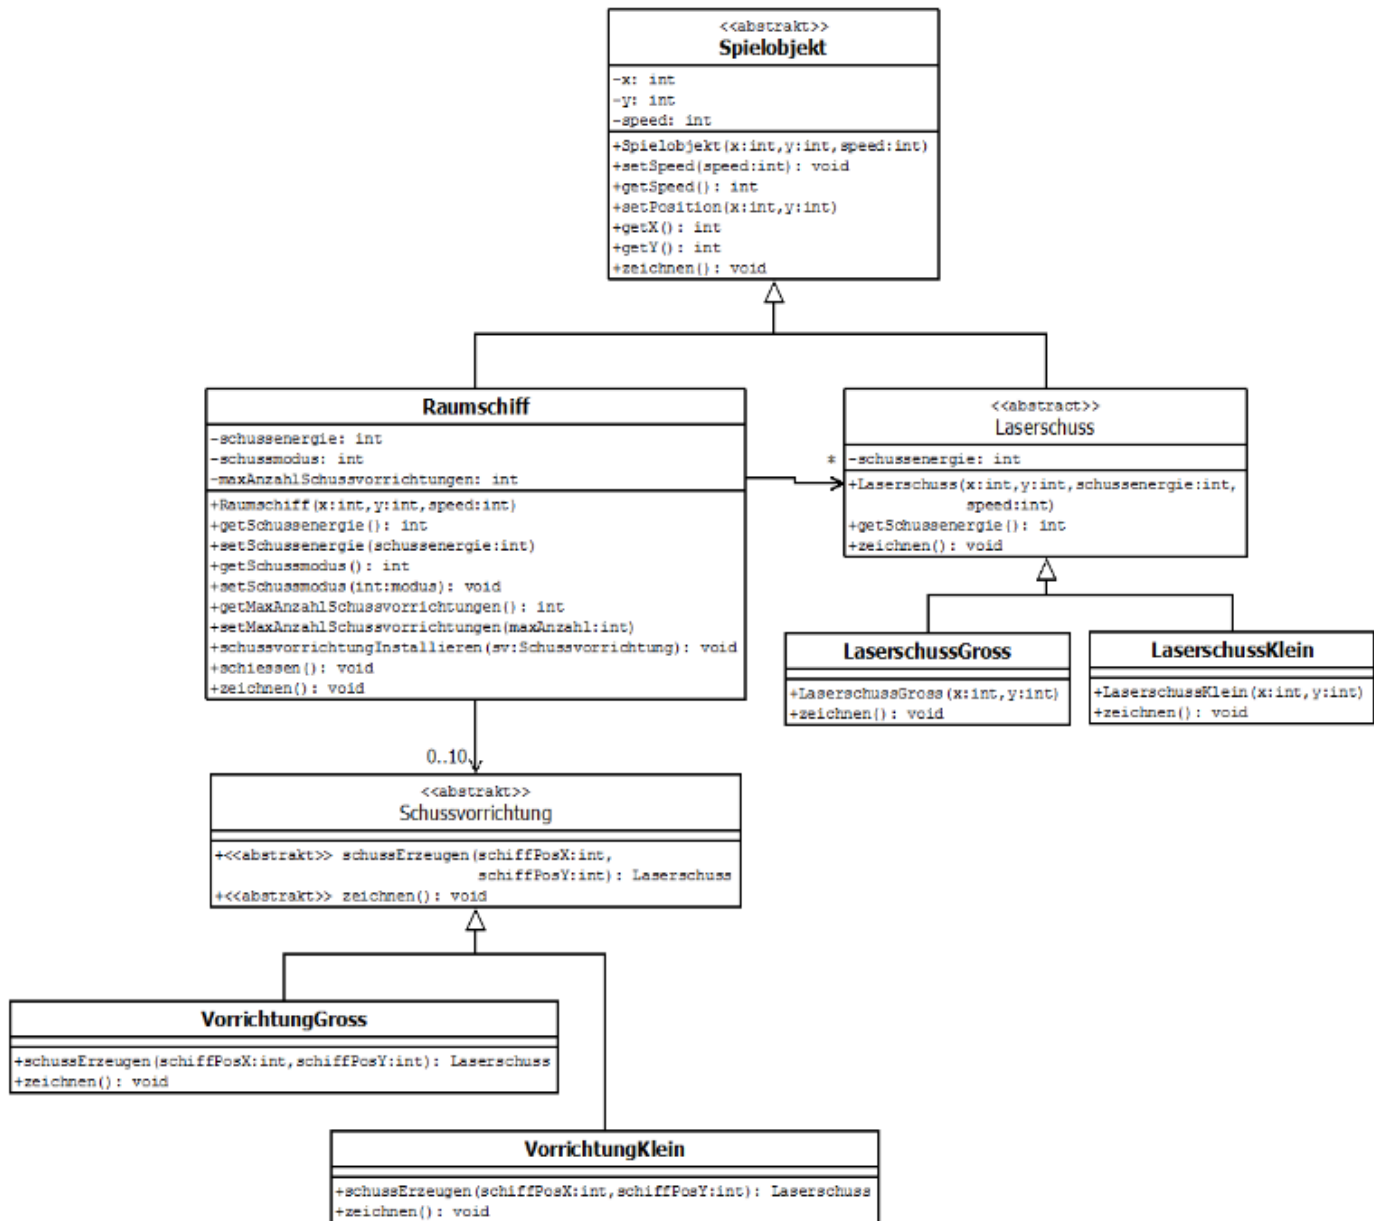 <<abstrakt>>
Spielobjekt
-x: int
-y: int
-speed: int
+Spielobjekt(x:int,y:int,speed:int)
+setSpeed(speed:int): void
+getSpeed(): int
+setPosition(x:int,y:int)
+getX(): int
+getY(): int
+zeichnen(): void
Raumschiff
-schussenergie: int
-schussmodus: int
-maxAnzahlSchussvorrichtungen: int
+Raumschiff(x:int,y:int,speed:int)
+getSchussenergie(): int
+setSchussenergie(schussenergie:int)
+getSchussmodus(): int
+setSchussmodus(int:modus): void
+getMaxAnzahlSchussvorrichtungen(): int
+setMaxAnzahlSchussvorrichtungen(maxAnzahl:int)
+schussvorrichtungInstallieren(sv:Schussvorrichtung): void
+schiessen(): void
+zeichnen(): void
*
<<abstract>>
Laserschuss
-schussenergie: int
+Laserschuss(x:int,y:int,schussenergie:int,
speed:int)
+getSchussenergie(): int
+zeichnen(): void
LaserschussGross
+LaserschussGross(x:int,y:int)
+zeichnen(): void
LaserschussKlein
+LaserschussKlein(x:int,y:int)
+zeichnen(): void
0..10
<<abstrakt>>
Schussvorrichtung
+<<abstrakt>> schussErzeugen(schiffPosX:int,
schiffPosY:int): Laserschuss
+<<abstrakt>> zeichnen(): void
VorrichtungGross
+schussErzeugen(schiffPosX:int,schiffPosY:int): Laserschuss
+zeichnen(): void
VorrichtungKlein
+schussErzeugen(schiffPosX:int,schiffPosY:int): Laserschuss
+zeichnen(): void